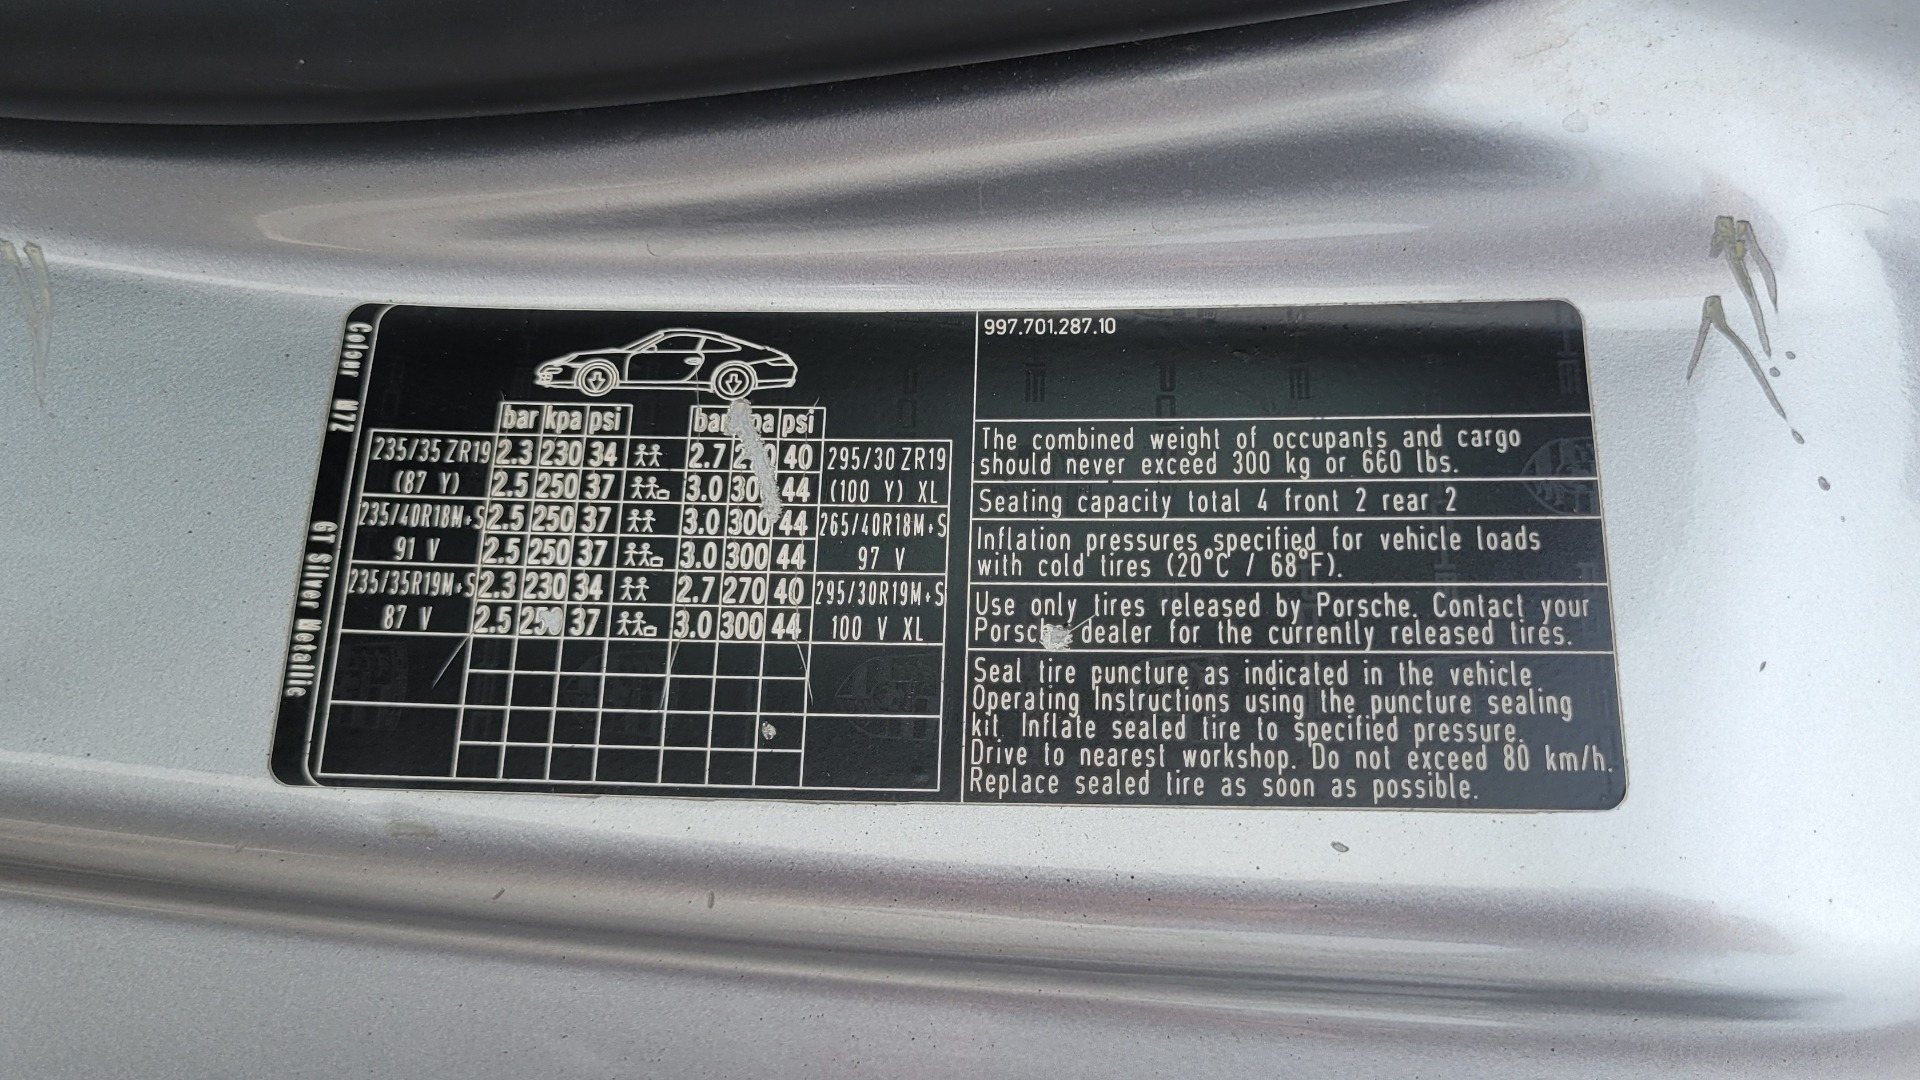 Colour M7Z
GT Silver Metallic
bar kpa psi bar psi
235/35 ZR19 2.3 230 34 2.7 40 295/30 ZR19
(87 Y) 2.5 250 37 3.0 44 (100 Y) XL
235/40R18M+S 2.5 250 37 3.0 300 44 265/40R18M+S
91 V 2.5 250 37 3.0 300 44 97 V
235/35R19M+S 2.3 230 34 2.7 270 40 295/30R19M+S
87 V 2.5 250 37 3.0 300 44 100 V XL
997.701.287.10
The combined weight of occupants and cargo
should never exceed 300 kg or 660 lbs.
Seating capacity total 4 front 2 rear 2
Inflation pressures specified for vehicle loads
with cold tires (20°C / 68°F).
Use only tires released by Porsche. Contact your
Porsche dealer for the currently released tires.
Seal tire puncture as indicated in the vehicle
Operating Instructions using the puncture sealing
kit. Inflate sealed tire to specified pressure.
Drive to nearest workshop. Do not exceed 80 km/h.
Replace sealed tire as soon as possible.